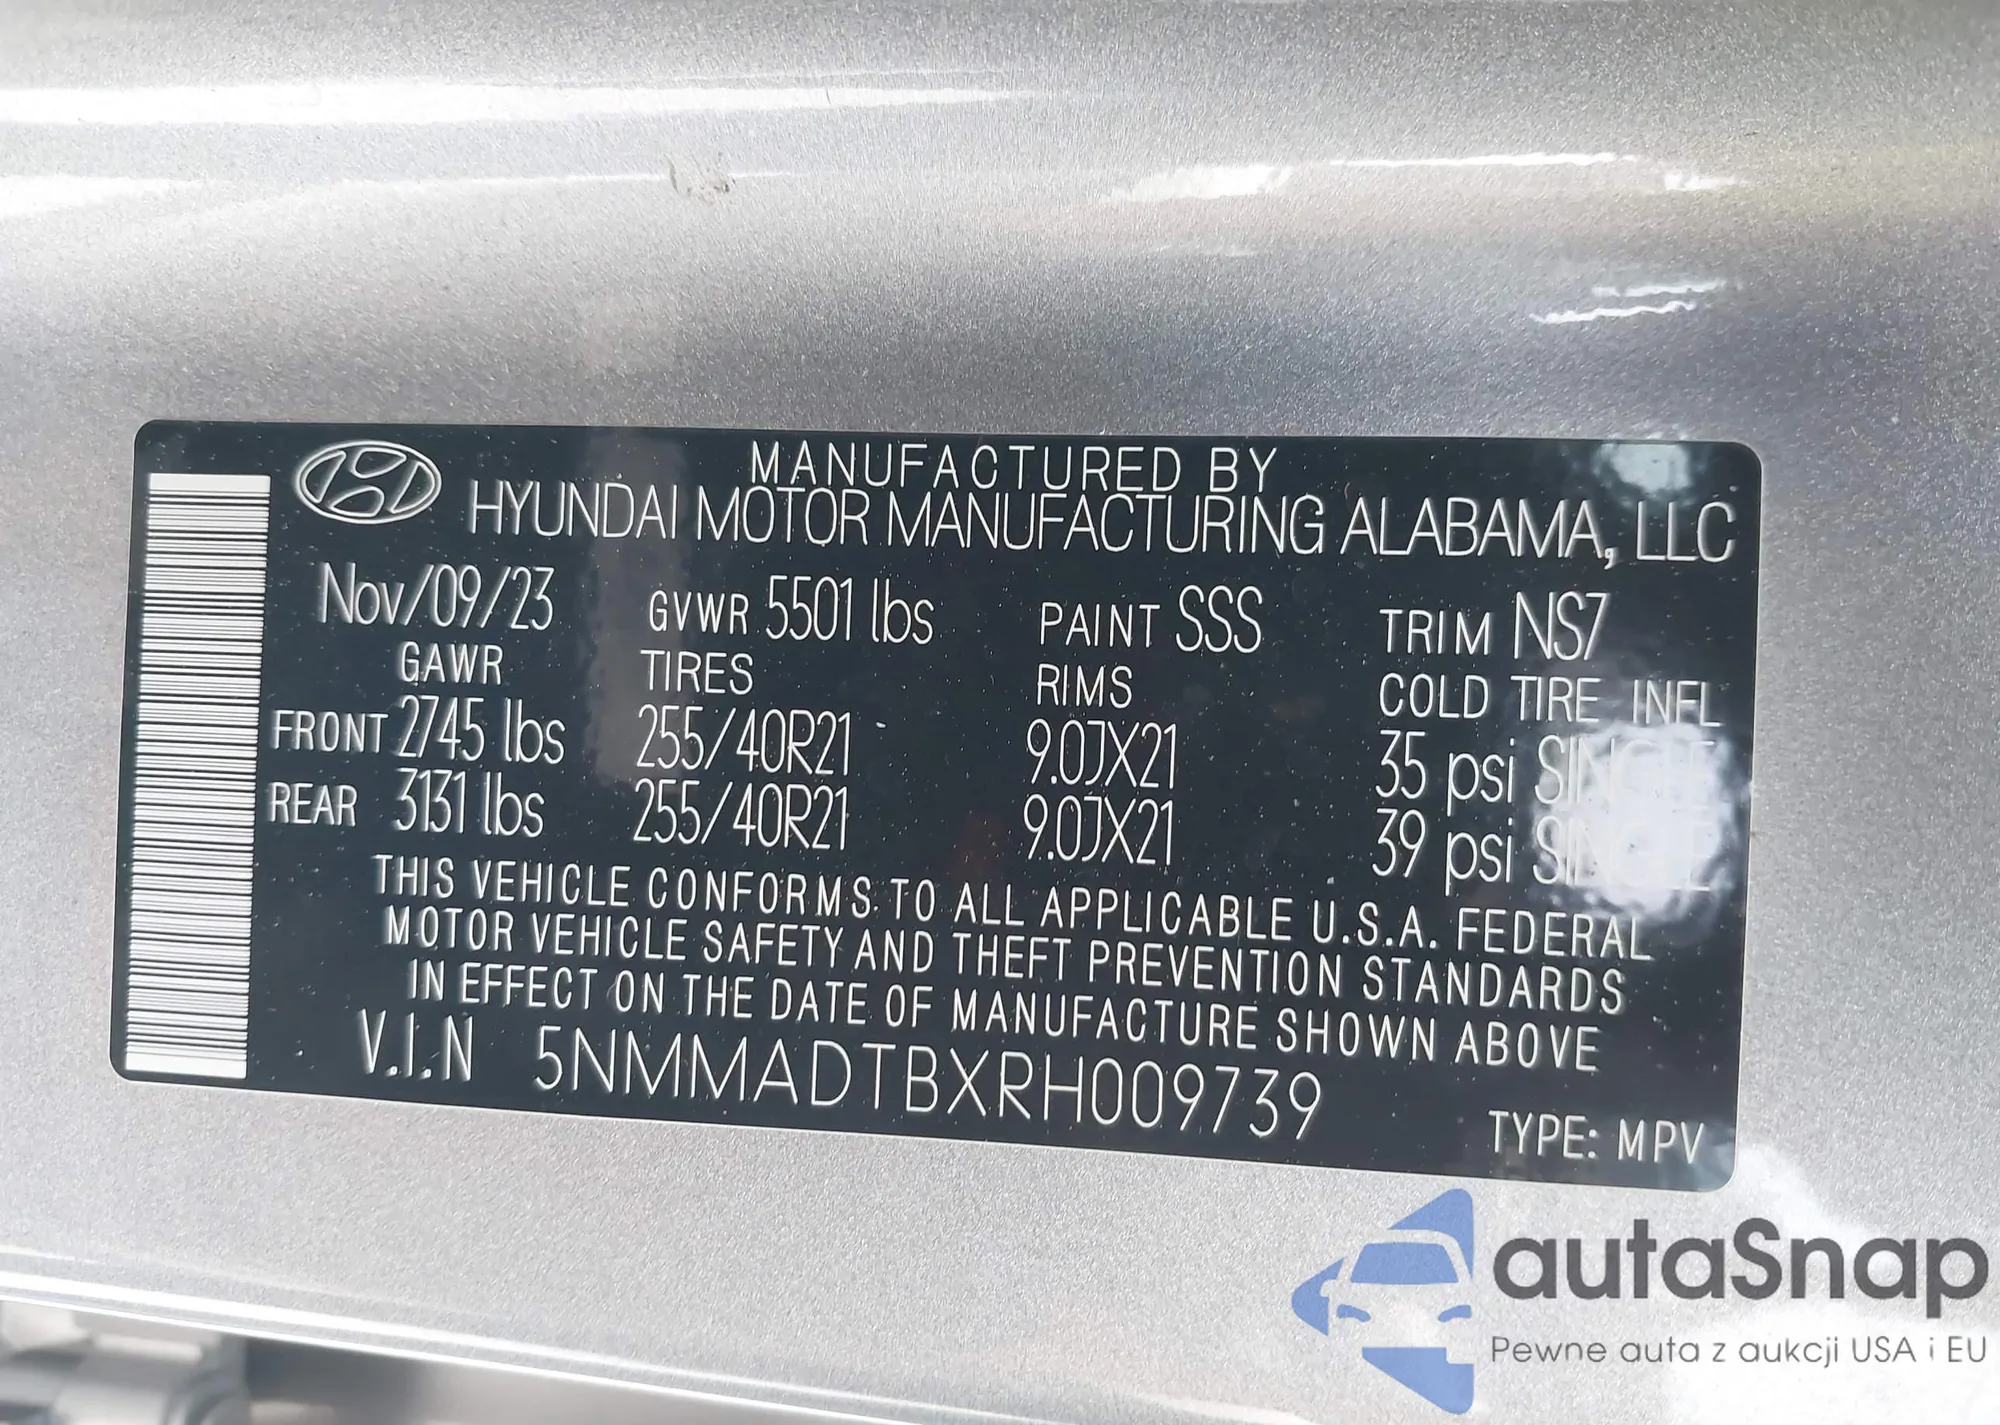 MANUFACTURED BY
HYUNDAI MOTOR MANUFACTURING ALABAMA, LLC
Nov/09/23 GVWR 5501 lbs PAINT SSS TRIM NS7
GAWR TIRES RIMS COLD TIRE INFL
FRONT 2745 lbs 255/40R21 9.0JX21 35 psi SINGLE
REAR 3131 lbs 255/40R21 9.0JX21 39 psi SINGLE
THIS VEHICLE CONFORMS TO ALL APPLICABLE U.S.A. FEDERAL
MOTOR VEHICLE SAFETY AND THEFT PREVENTION STANDARDS
IN EFFECT ON THE DATE OF MANUFACTURE SHOWN ABOVE
V.I.N 5NMMADTBXRH009739
TYPE: MPV
autaSnap
Pewne auta z aukcji USA i EU